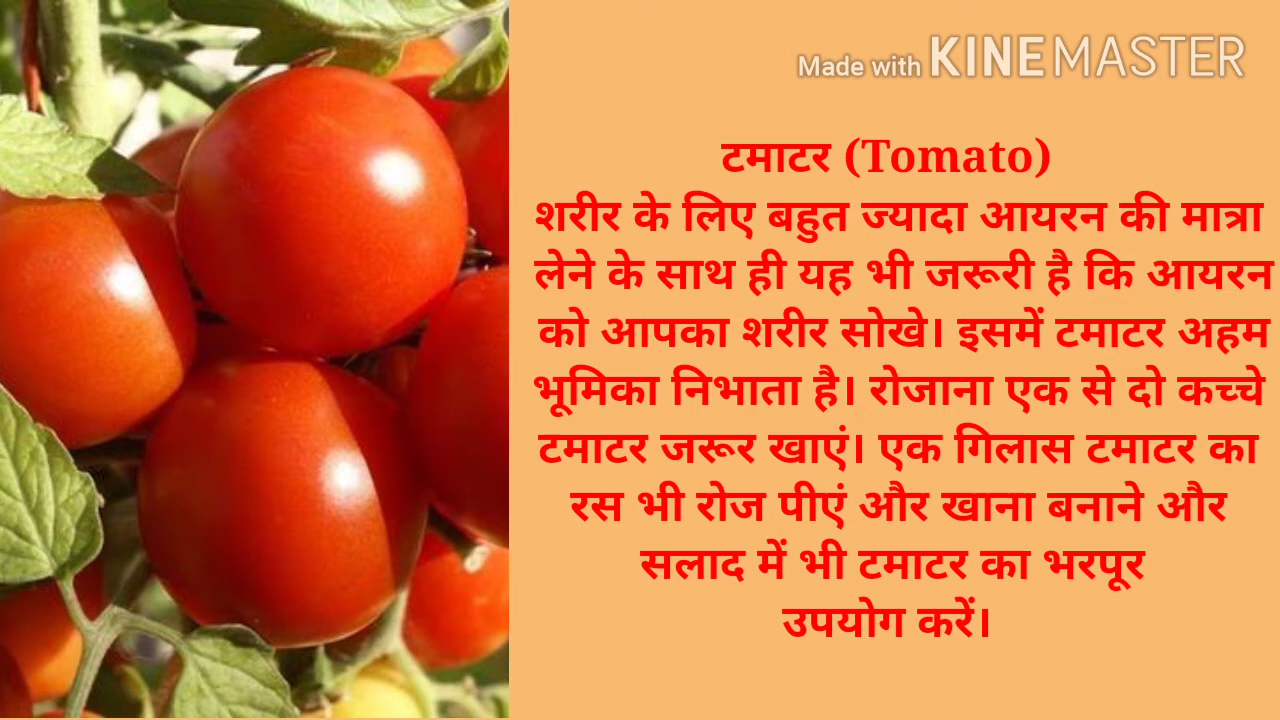 Made with KINEMASTER
टमाटर (Tomato)
शरीर के लिए बहुत ज्यादा आयरन की मात्रा
लेने के साथ ही यह भी जरूरी है कि आयरन
को आपका शरीर सोखे। इसमें टमाटर अहम
भूमिका निभाता है। रोजाना एक से दो कच्चे
टमाटर जरूर खाएं। एक गिलास टमाटर का
रस भी रोज पीएं और खाना बनाने और
सलाद में भी टमाटर का भरपूर
उपयोग करें।